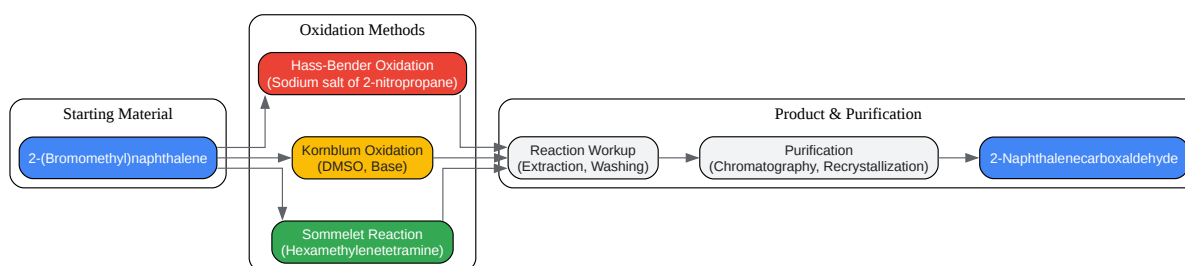 Starting Material
2-(Bromomethyl)naphthalene
Oxidation Methods
Hass-Bender Oxidation
(Sodium salt of 2-nitropropane)
Kornblum Oxidation
(DMSO, Base)
Sommelet Reaction
(Hexamethylenetetramine)
Product & Purification
Reaction Workup
(Extraction, Washing)
Purification
(Chromatography, Recrystallization)
2-Naphthalenecarboxaldehyde